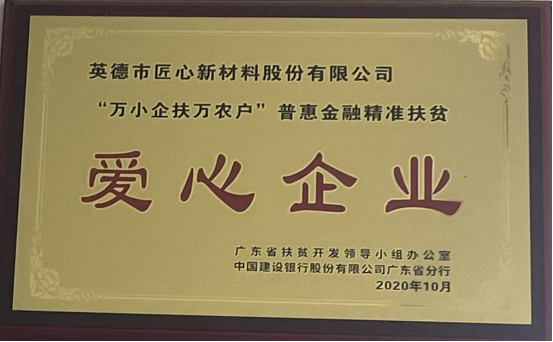 英德市匠心新材料股份有限公司
“万小企扶万农户”普惠金融精准扶贫
爱心企业
广东省扶贫开发领导小组办公室
中国建设银行股份有限公司广东省分行
2020年10月